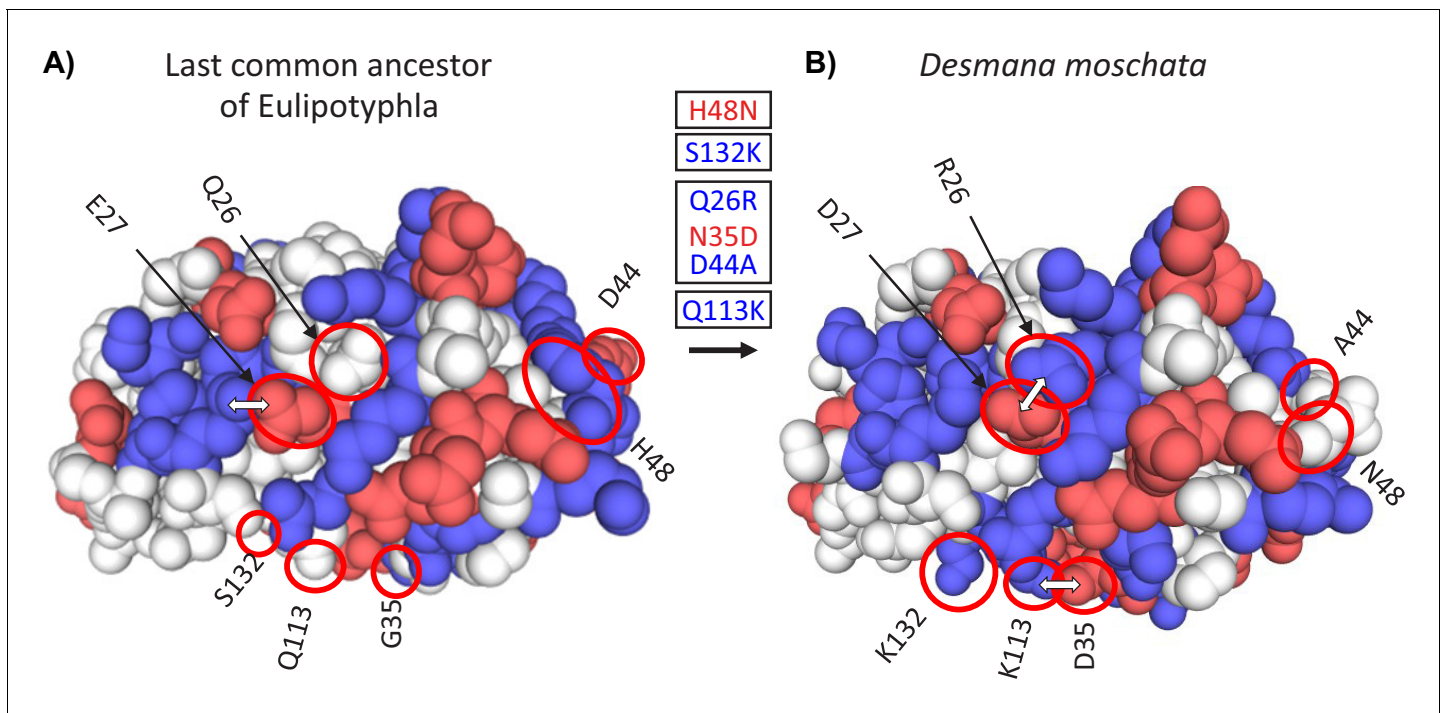 A)
Last common ancestor
of Eulipotyphla
E27
Q26
D44
H48
S132
Q113
G35
H48N
S132K
Q26R
N35D
D44A
Q113K
B)
Desmana moschata
D27
R26
A44
N48
K132
K113
D35